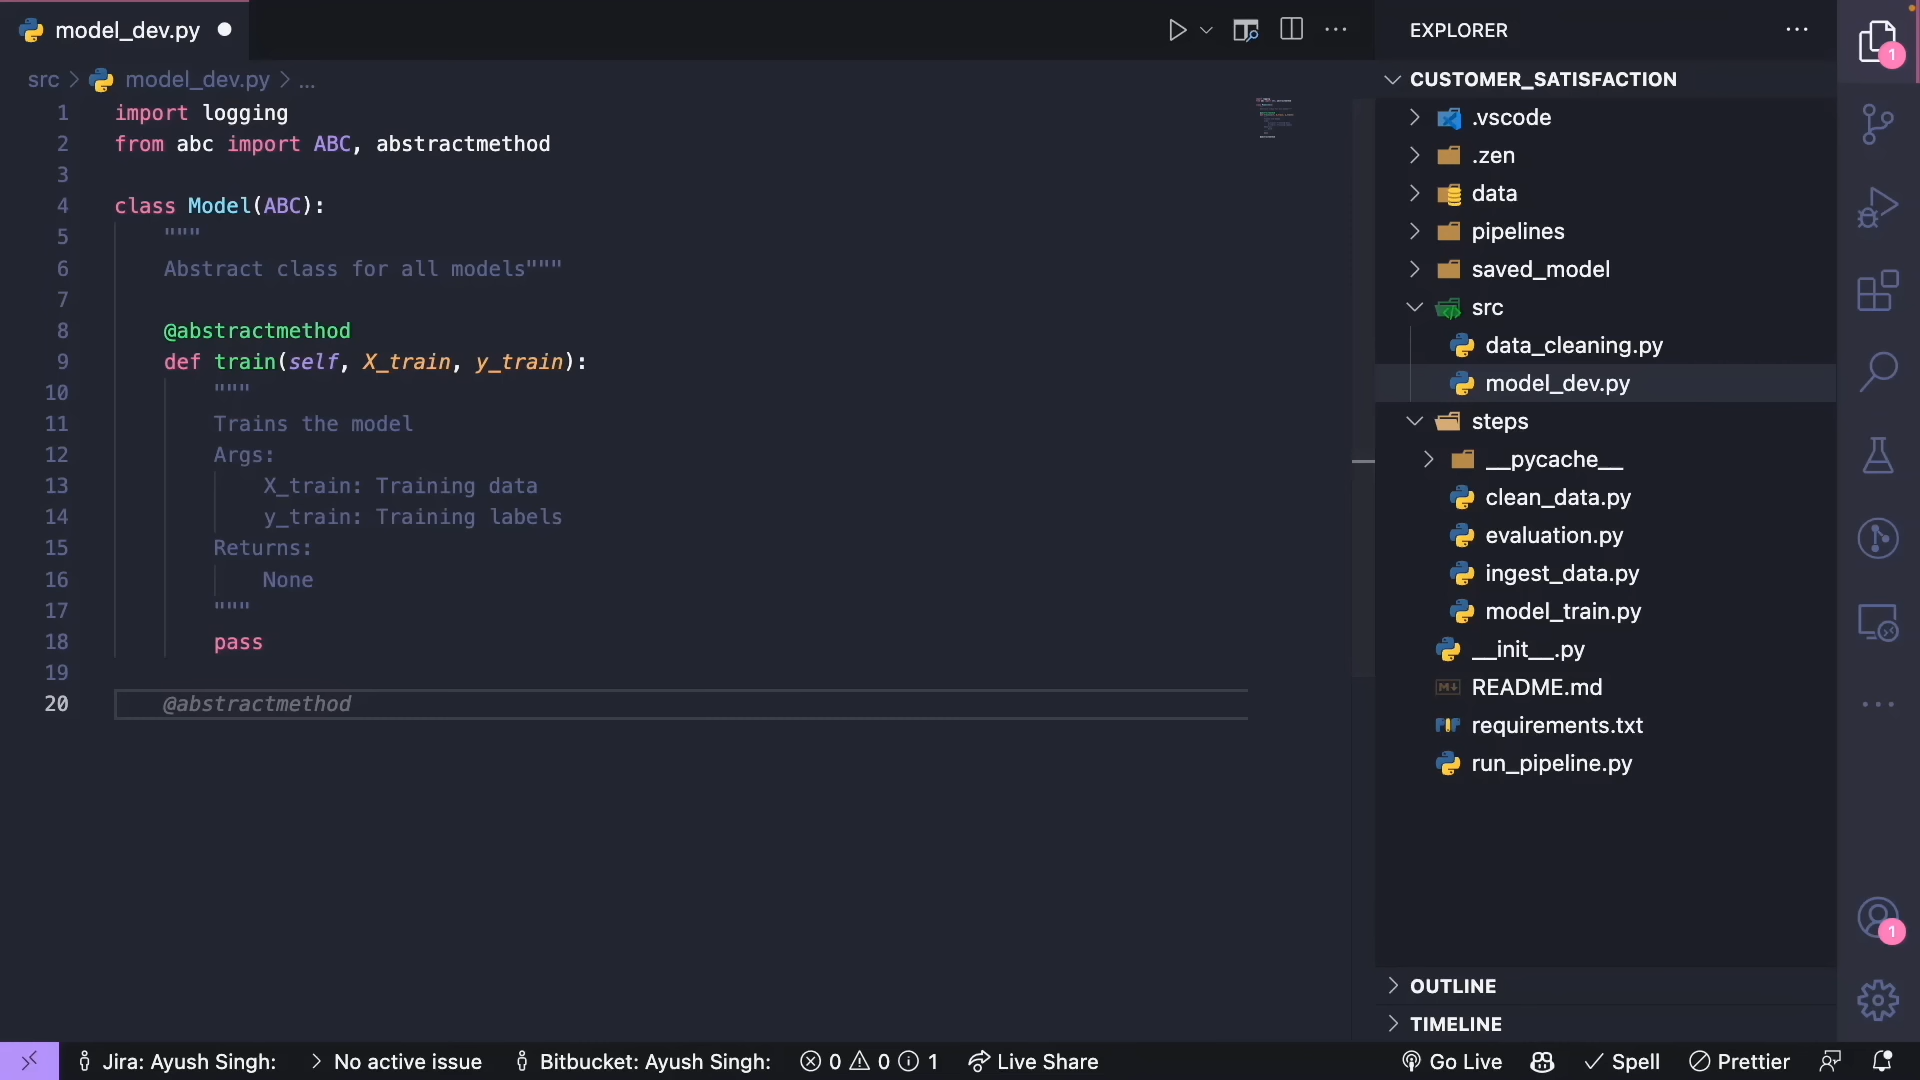 model_dev.py
src > model_dev.py > ...
1 import logging
2 from abc import ABC, abstractmethod
3
4 class Model(ABC):
5 """
6 Abstract class for all models"""
7
8 @abstractmethod
9 def train(self, X_train, y_train):
10 """
11 Trains the model
12 Args:
13 X_train: Training data
14 y_train: Training labels
15 Returns:
16 None
17 """
18 pass
19
20 @abstractmethod
EXPLORER
CUSTOMER_SATISFACTION
.vscode
.zen
data
pipelines
saved_model
src
data_cleaning.py
model_dev.py
steps
__pycache__
clean_data.py
evaluation.py
ingest_data.py
model_train.py
__init__.py
README.md
requirements.txt
run_pipeline.py
OUTLINE
TIMELINE
1
1
Jira: Ayush Singh: > No active issue Bitbucket: Ayush Singh: 0 0 1 Live Share Go Live Spell Prettier